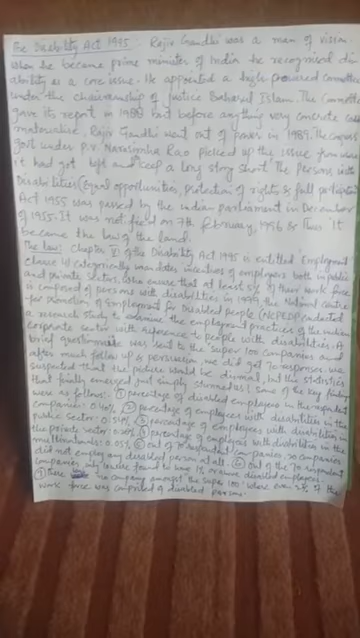 The Disability Act 1995: Rajiv Gandhi was a man of vision.
When he became prime minister of India he recognised dis
ability as a core issue. He appointed a high powered Committee
under the chairmanship of Justice Baharul Islam. The Committee
gave its report in 1988 but before anything very concrete could
materialise, Rajiv Gandhi went out of power in 1989. The congress
govt under P.V. Narasimha Rao picked up the issue from where
it had got left and keep a long story short, The persons with
Disabilities (Equal opportunities, protection of rights & full participation)
Act 1955 was passed by the Indian parliament in December
of 1955. It was notified on 7th february, 1996 & Thus it
became the law of the land.
The law: Chapter VI of the Disability Act 1995 is entitled 'Employment'
Clause 41 categorically mandates incentives of employers both in public
and private sector, who ensure that at least 5% of their work force
is composed of persons with disabilities. In 1999, the National Centre
for promotion of Employment for Disabled People (NCPEDP) conducted
a research study to examine the employment practices of the Indian
corporate sector with reference to people with disabilities. A
brief questionnaire was sent to the super 100 companies and
after much follow up & persuasion, we did get 70 responses. we
suspected that the picture would be dismal, but the statistics
that finally emerged just simply stunned us! Some of the key findings
were as follows: ① percentage of disabled employees in the respondent
companies: 0.40%, ② percentage of employees with disabilities in the
public sector: 0.54%, ③ percentage of employees with disabilities in
the private sector: 0.28% ④ percentage of employees with disabilities in the
multinationals: 0.05% ⑤ out of 70 respondent companies, 20 companies
did not employ any disabled person at all. ⑥ Out of the 70 respondent
companies only were found to have 1% or above disabled employees.
⑦ there was no company amongst the super 100 where even 2% of the
work force was comprised of disabled persons.